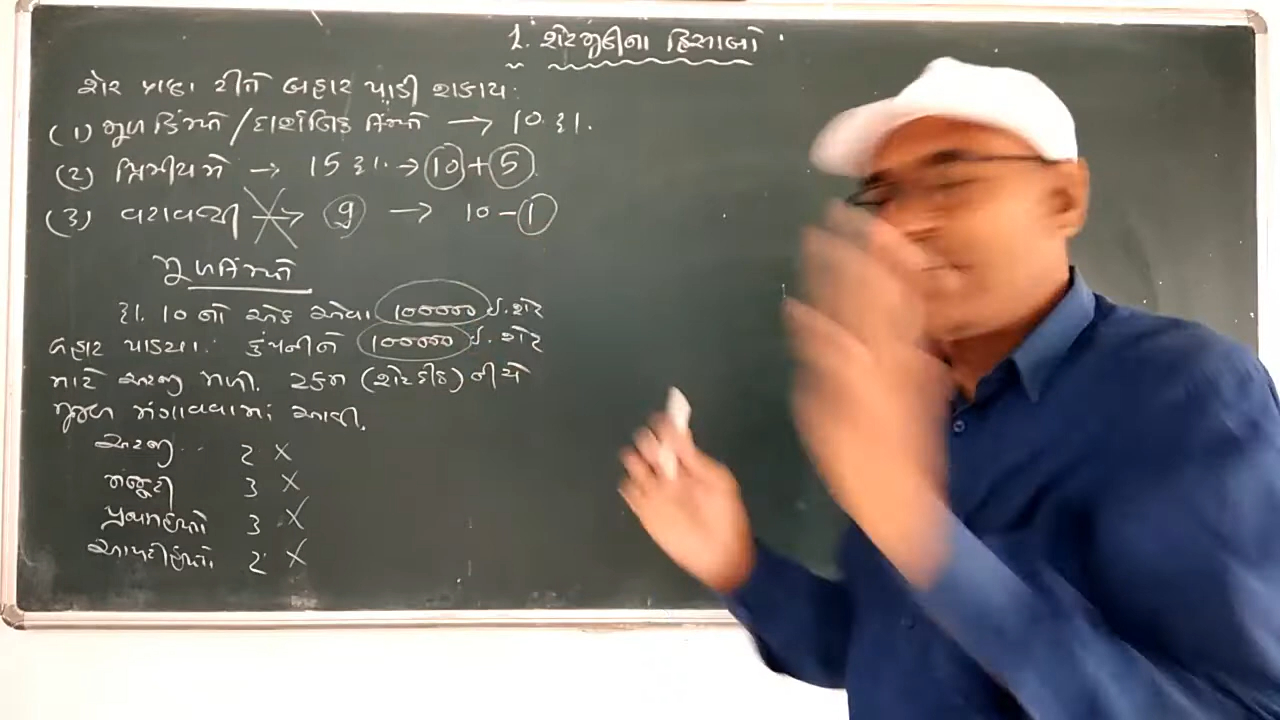 1. શેરમૂડીના હિસાબો
શેર ત્રણ રીતે બહાર પાડી શકાય:
(1) મૂળ કિંમતે / દાર્શનિક કિંમતે → 10 રૂા.
(2) પ્રિમીયમે → 15 રૂા. → 10 + 5
(3) વટાવથી → 9 → 10 - 1
મૂળકિંમતે
રૂા. 10 નો એક એવા 100000 ઈ. શેર
બહાર પાડયા. કંપનીને 100000 ઈ. શેર
માટે અરજી મળી. રકમ (શેરદીઠ) નીચે
મુજબ મંગાવવામાં આવી.
અરજી 2 X
મંજૂરી 3 X
પ્રથમ હપ્તો 3 X
આખરી હપ્તો 2 X